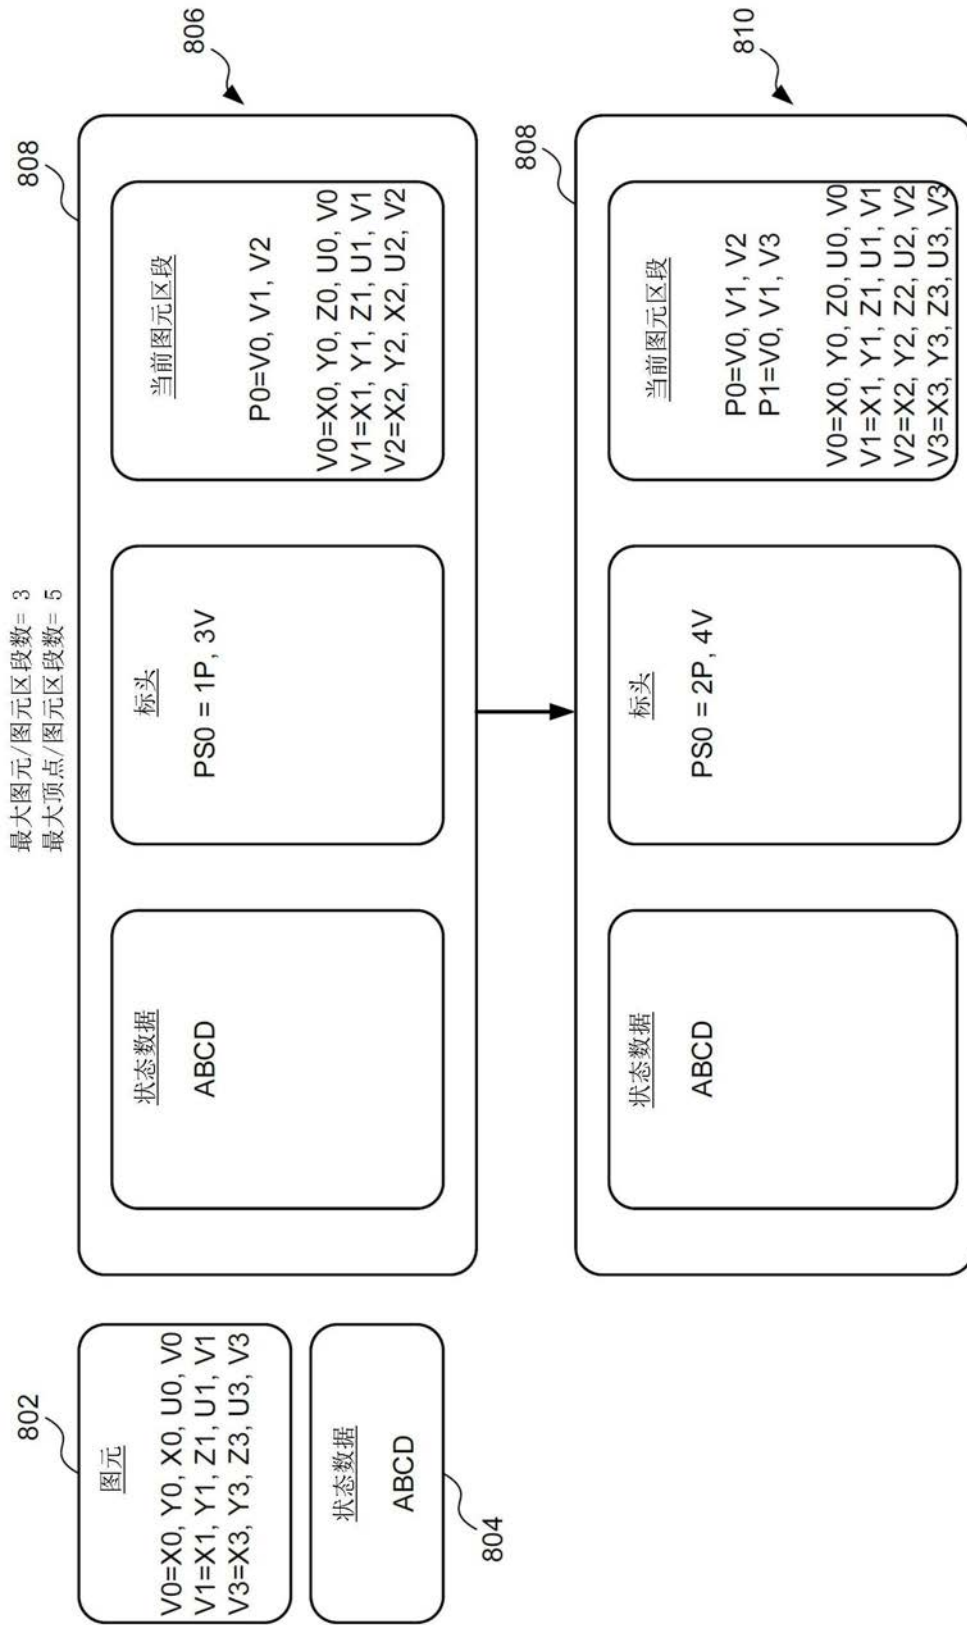 最大图元/图元区段数= 3
最大顶点/图元区段数= 5
802
图元
V0=X0, Y0, X0, U0, V0
V1=X1, Y1, Z1, U1, V1
V3=X3, Y3, Z3, U3, V3
状态数据
ABCD
804
808
806
状态数据
ABCD
标头
PS0 = 1P, 3V
当前图元区段
P0=V0, V1, V2
V0=X0, Y0, Z0, U0, V0
V1=X1, Y1, Z1, U1, V1
V2=X2, Y2, X2, U2, V2
808
810
状态数据
ABCD
标头
PS0 = 2P, 4V
当前图元区段
P0=V0, V1, V2
P1=V0, V1, V3
V0=X0, Y0, Z0, U0, V0
V1=X1, Y1, Z1, U1, V1
V2=X2, Y2, Z2, U2, V2
V3=X3, Y3, Z3, U3, V3